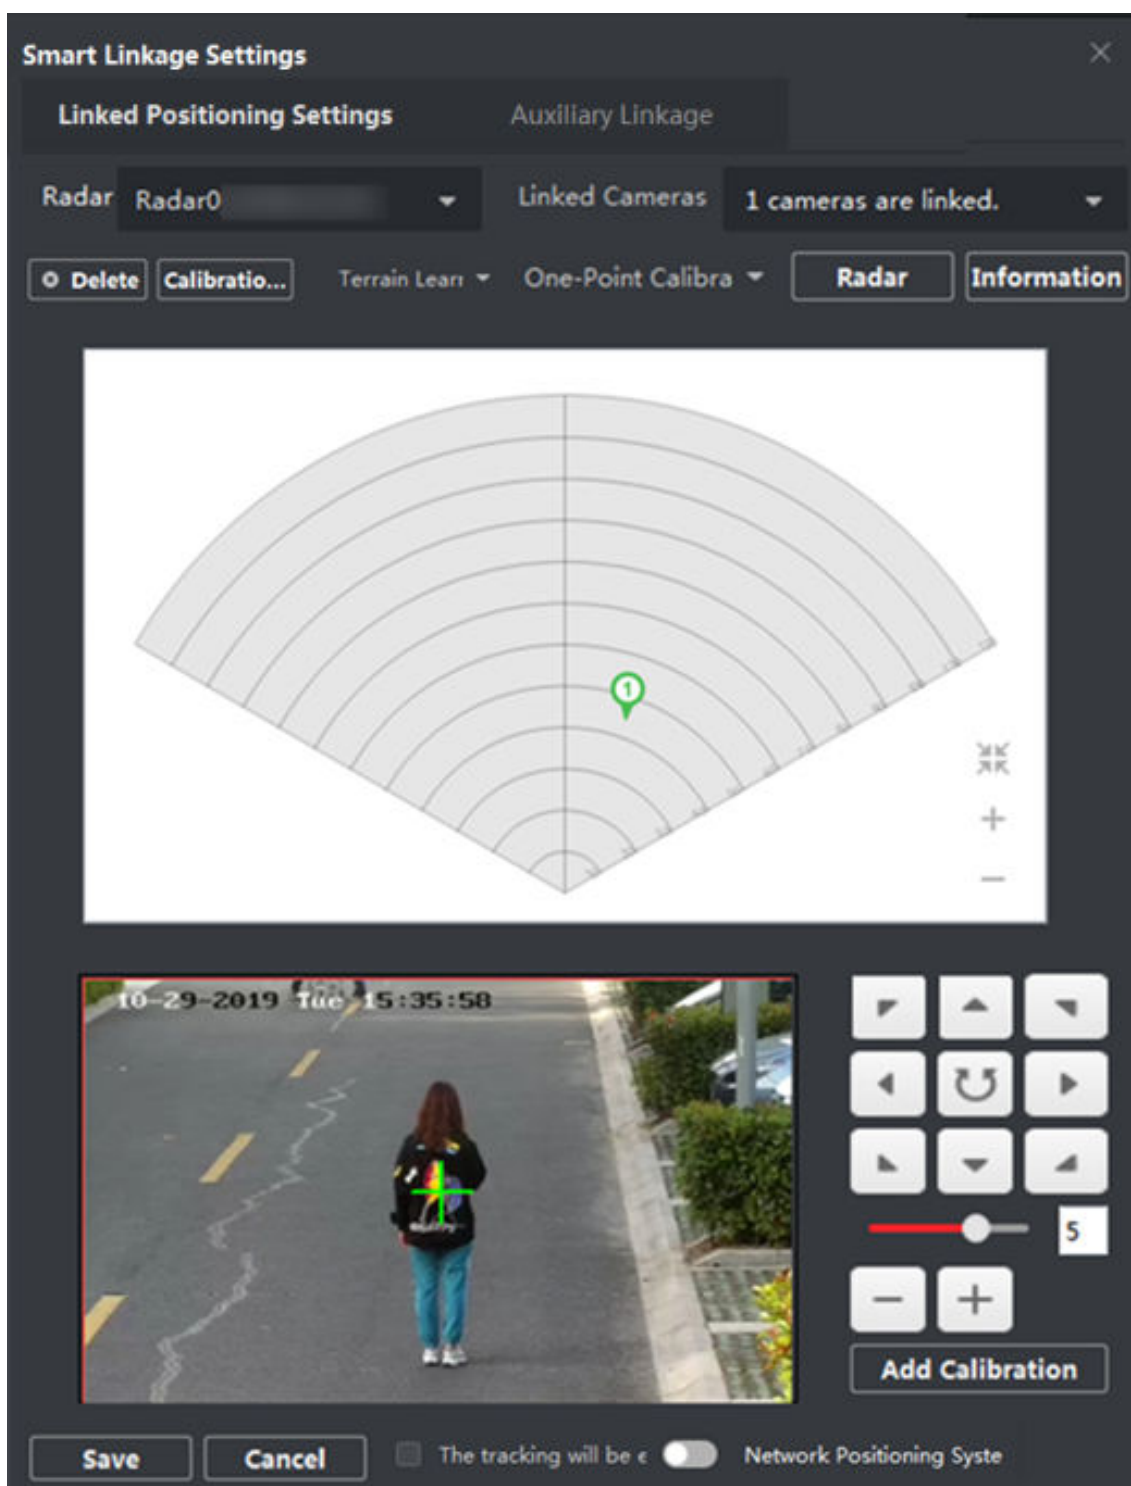 Smart Linkage Settings
Linked Positioning Settings Auxiliary Linkage
Radar Radar0 Linked Cameras 1 cameras are linked.
Delete Calibratio... Terrain Lear One-Point Calibra Radar Information
1
10-29-2019 Tue 15:35:58
5
Add Calibration
Save Cancel The tracking will be e Network Positioning Syste